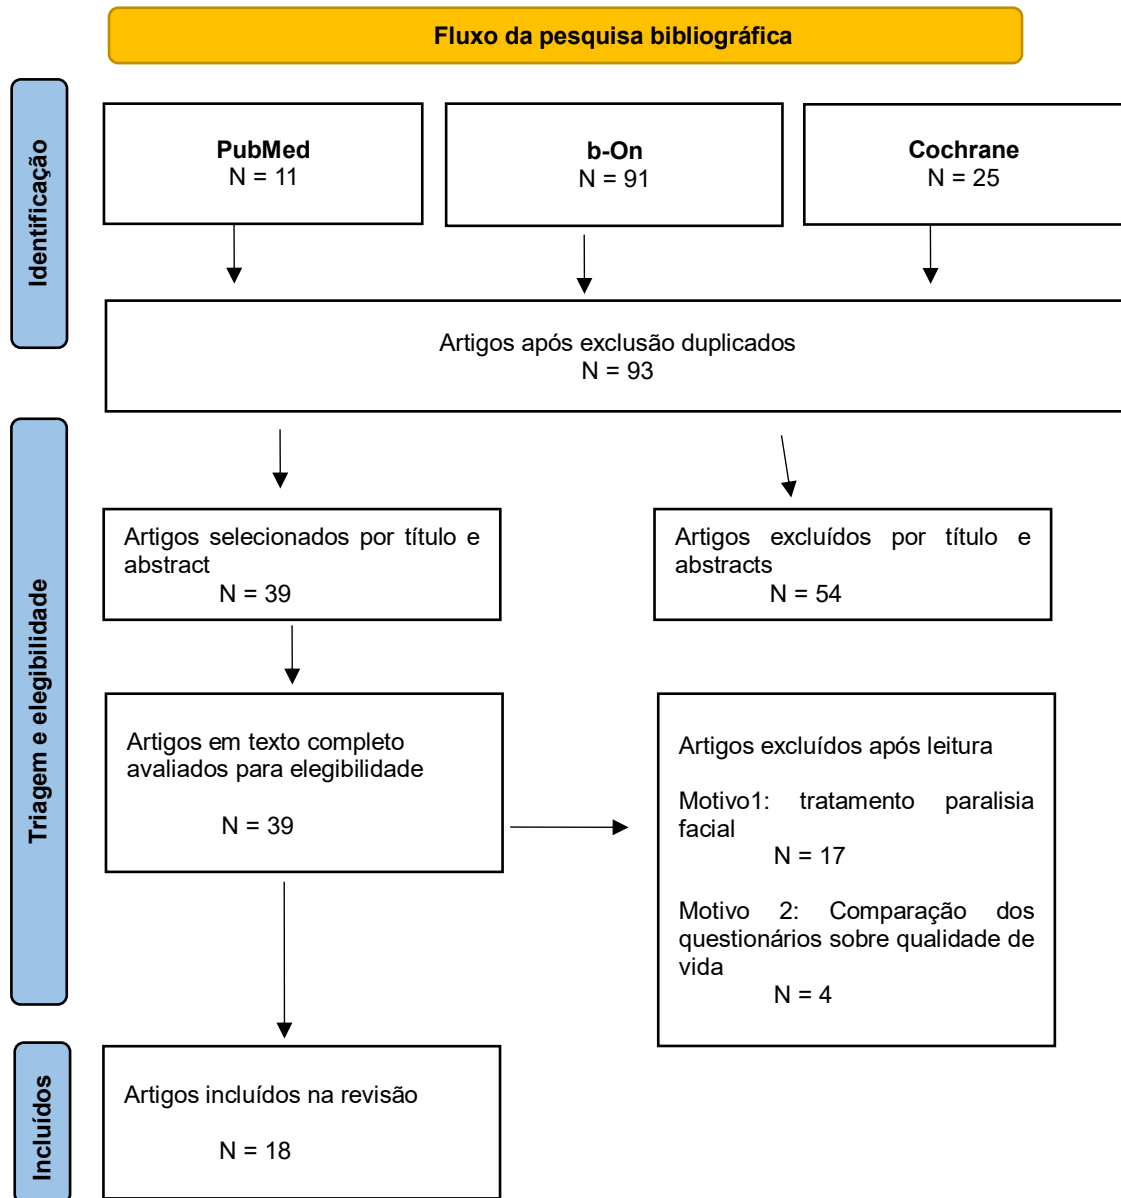 Fluxo da pesquisa bibliográfica
Identificação
PubMed
N = 11
b-On
N = 91
Cochrane
N = 25
Artigos após exclusão duplicados
N = 93
Triagem e elegibilidade
Artigos selecionados por título e
abstract
N = 39
Artigos excluídos por título e
abstracts
N = 54
Artigos em texto completo
avaliados para elegibilidade
N = 39
Artigos excluídos após leitura
Motivo1: tratamento paralisia
facial
N = 17
Motivo 2: Comparação dos
questionários sobre qualidade de
vida
N = 4
Incluídos
Artigos incluídos na revisão
N = 18